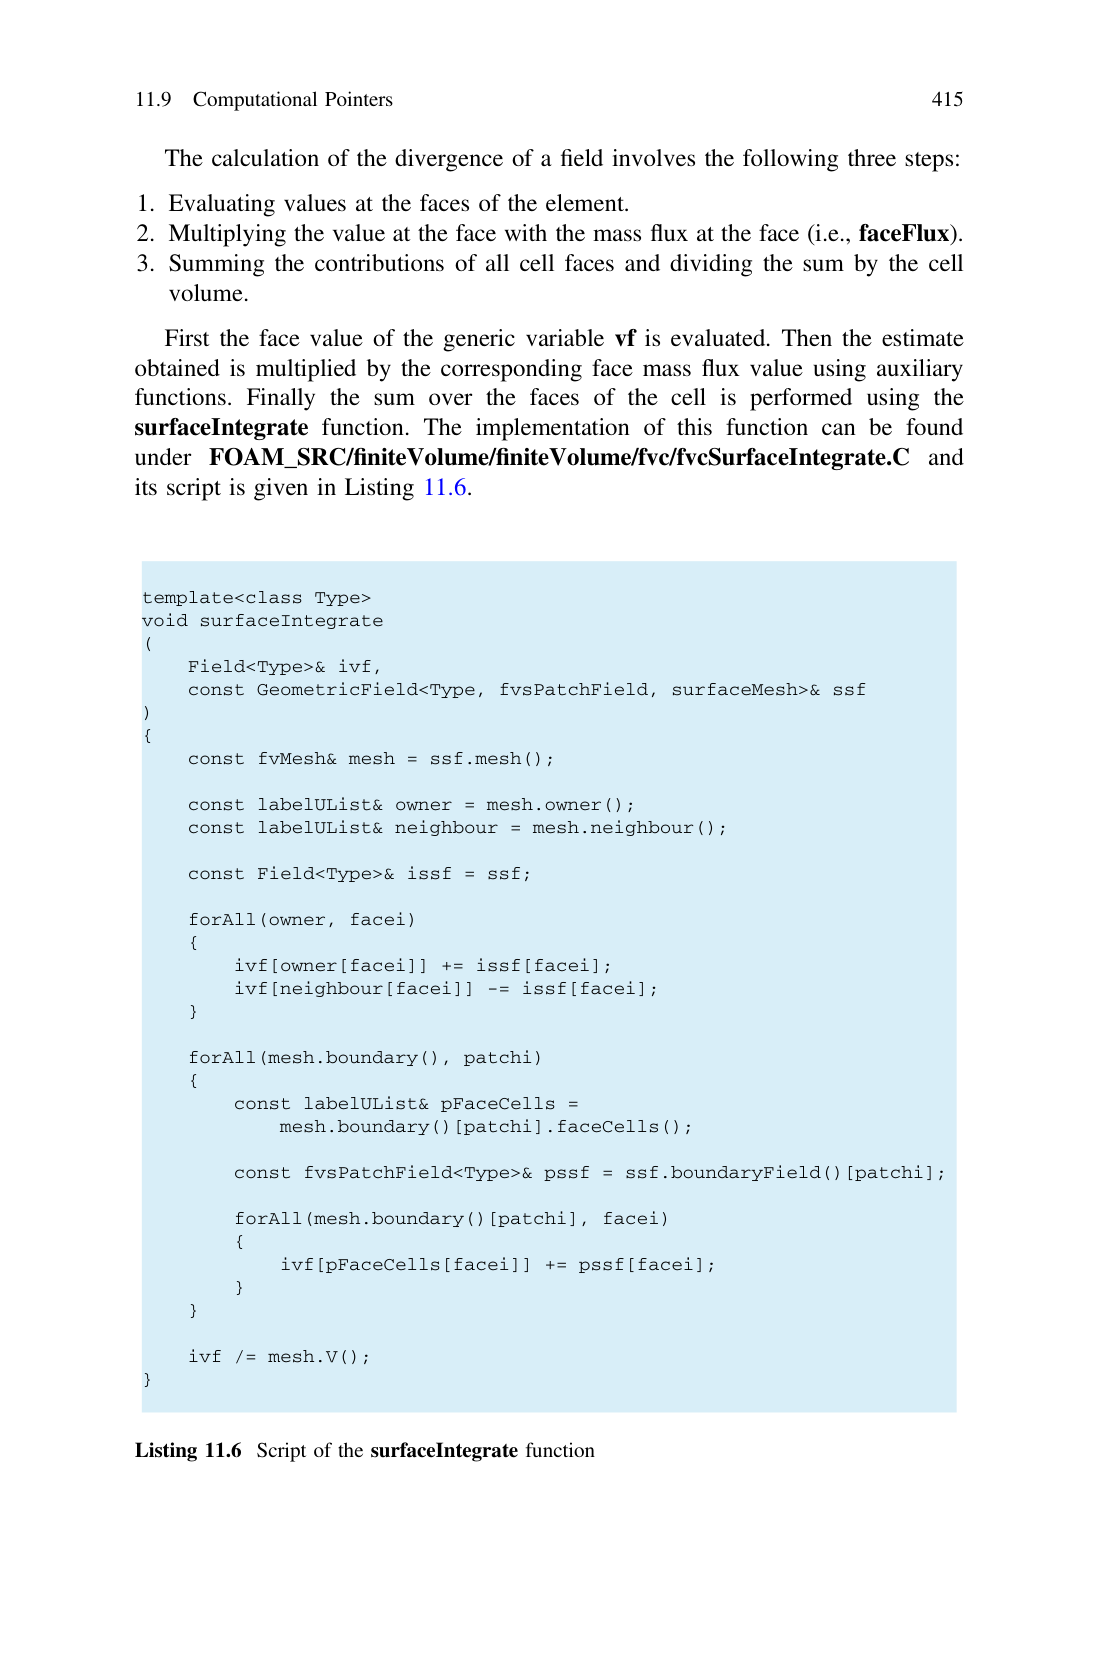 11.9 Computational Pointers 415
The calculation of the divergence of a field involves the following three steps:
1. Evaluating values at the faces of the element.
2. Multiplying the value at the face with the mass flux at the face (i.e., faceFlux).
3. Summing the contributions of all cell faces and dividing the sum by the cell
volume.
First the face value of the generic variable vf is evaluated. Then the estimate
obtained is multiplied by the corresponding face mass flux value using auxiliary
functions. Finally the sum over the faces of the cell is performed using the
surfaceIntegrate function. The implementation of this function can be found
under FOAM_SRC/finiteVolume/finiteVolume/fvc/fvcSurfaceIntegrate.C and
its script is given in Listing 11.6.
template<class Type>
void surfaceIntegrate
(
    Field<Type>& ivf,
    const GeometricField<Type, fvsPatchField, surfaceMesh>& ssf
)
{
    const fvMesh& mesh = ssf.mesh();

    const labelUList& owner = mesh.owner();
    const labelUList& neighbour = mesh.neighbour();

    const Field<Type>& issf = ssf;

    forAll(owner, facei)
    {
        ivf[owner[facei]] += issf[facei];
        ivf[neighbour[facei]] -= issf[facei];
    }

    forAll(mesh.boundary(), patchi)
    {
        const labelUList& pFaceCells =
            mesh.boundary()[patchi].faceCells();

        const fvsPatchField<Type>& pssf = ssf.boundaryField()[patchi];

        forAll(mesh.boundary()[patchi], facei)
        {
            ivf[pFaceCells[facei]] += pssf[facei];
        }
    }

    ivf /= mesh.V();
}
Listing 11.6 Script of the surfaceIntegrate function